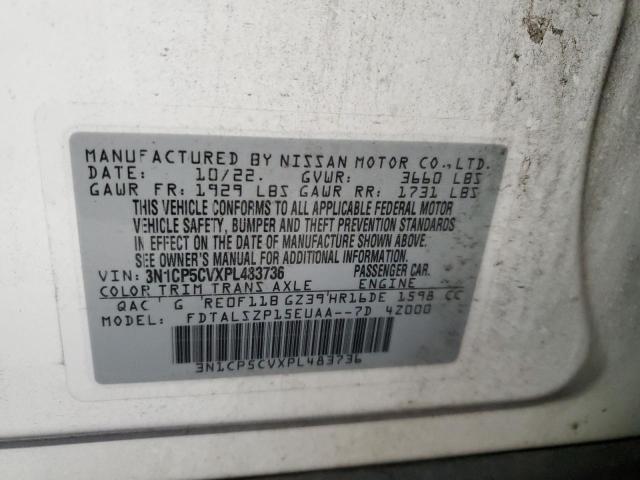 MANUFACTURED BY NISSAN MOTOR CO.,LTD.
DATE: 10/22. GVWR: 3660 LBS
GAWR FR: 1929 LBS GAWR RR: 1731 LBS
THIS VEHICLE CONFORMS TO ALL APPLICABLE FEDERAL MOTOR
VEHICLE SAFETY, BUMPER AND THEFT PREVENTION STANDARDS
IN EFFECT ON THE DATE OF MANUFACTURE SHOWN ABOVE.
SEE OWNER'S MANUAL FOR ADDITIONAL INFORMATION.
VIN: 3N1CP5CVXPL483736 PASSENGER CAR.
COLOR TRIM TRANS AXLE ENGINE
QAC G RE0F11B GZ39 HR16DE 1598 CC
MODEL: FDTALSZP15EUAA--7D 4Z000
3N1CP5CVXPL483736